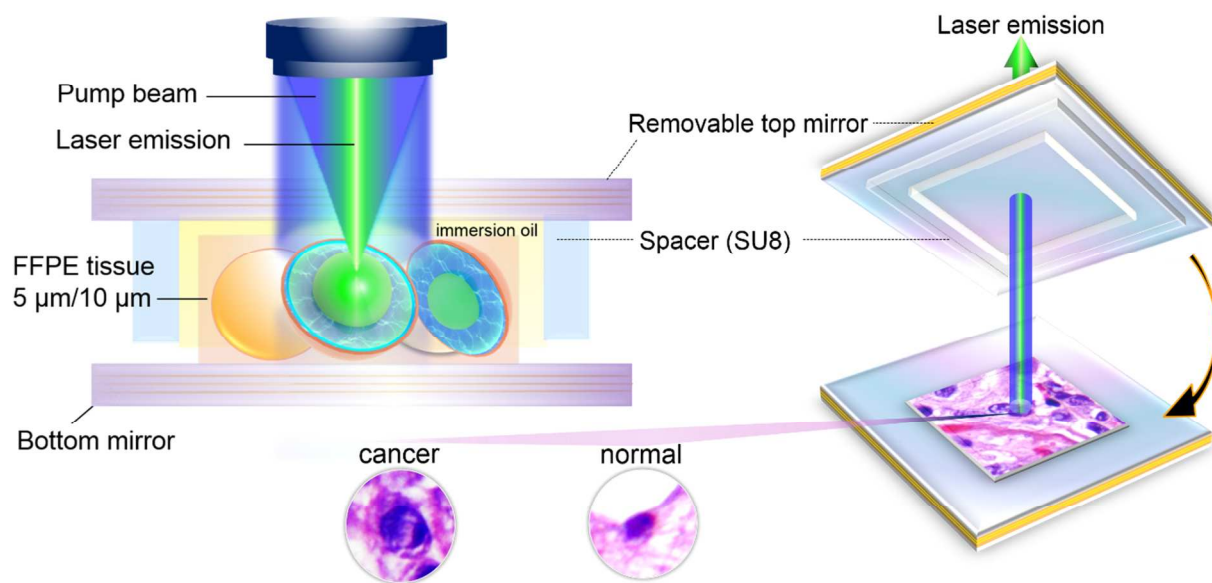 Pump beam
Laser emission
immersion oil
FFPE tissue
5 µm/10 µm
Bottom mirror
cancer
normal
Laser emission
Removable top mirror
Spacer (SU8)